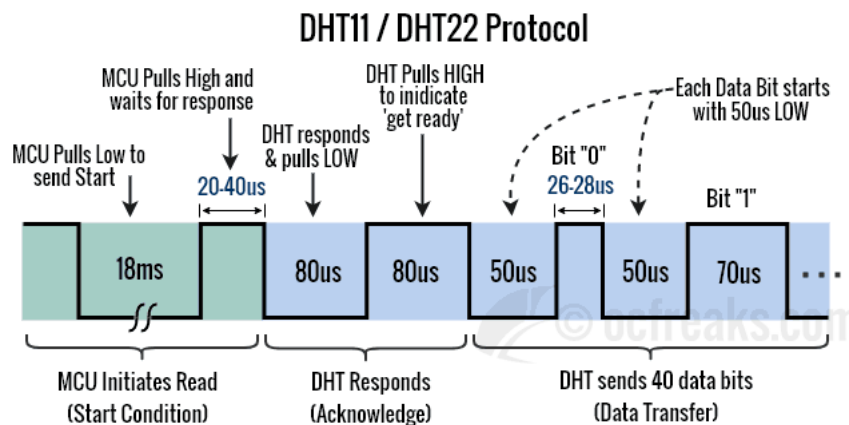 DHT11 / DHT22 Protocol
MCU Pulls High and
waits for response
DHT Pulls HIGH
to inidicate
'get ready'
Each Data Bit starts
with 50us LOW
DHT responds
& pulls LOW
MCU Pulls Low to
send Start
20-40us
Bit "0"
26-28us
Bit "1"
18ms
80us
80us
50us
50us
70us
...
© ocfreaks.com
MCU Initiates Read
(Start Condition)
DHT Responds
(Acknowledge)
DHT sends 40 data bits
(Data Transfer)